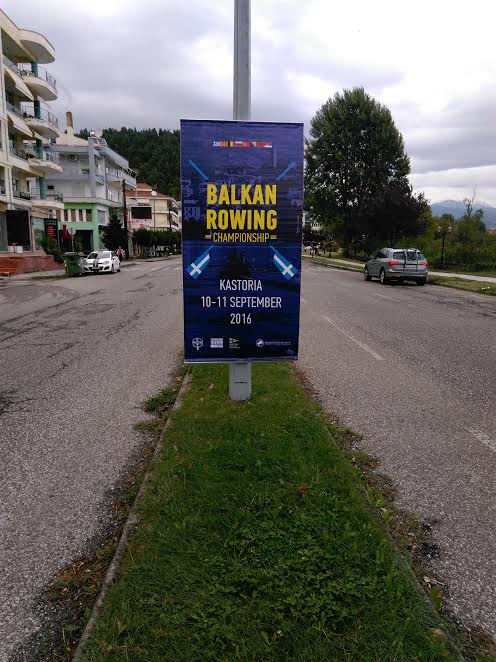 BALKAN
ROWING
CHAMPIONSHIP
KASTORIA
10-11 SEPTEMBER
2016